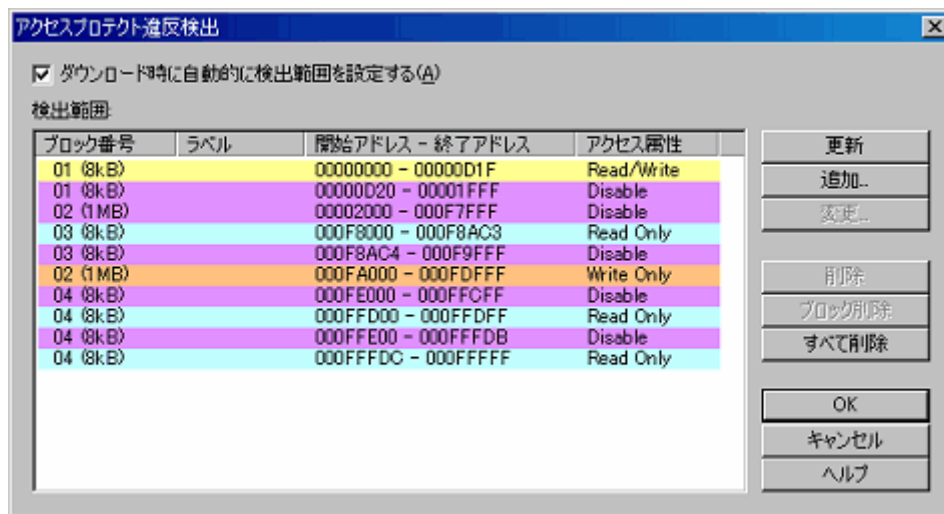 アクセスプロテクト違反検出
ダウンロード時に自動的に検出範囲を設定する(A)
検出範囲:
ブロック番号 ラベル 開始アドレス - 終了アドレス アクセス属性
01 (8kB) 00000000 - 00000D1F Read/Write
01 (8kB) 00000D20 - 00001FFF Disable
02 (1MB) 00002000 - 000F7FFF Disable
03 (8kB) 000F8000 - 000F8AC3 Read Only
03 (8kB) 000F8AC4 - 000F9FFF Disable
02 (1MB) 000FA000 - 000FDFFF Write Only
04 (8kB) 000FE000 - 000FFCFF Disable
04 (8kB) 000FFD00 - 000FFDFF Read Only
04 (8kB) 000FFE00 - 000FFFDB Disable
04 (8kB) 000FFFDC - 000FFFFF Read Only
更新
追加...
変更...
削除
ブロック削除
すべて削除
OK
キャンセル
ヘルプ